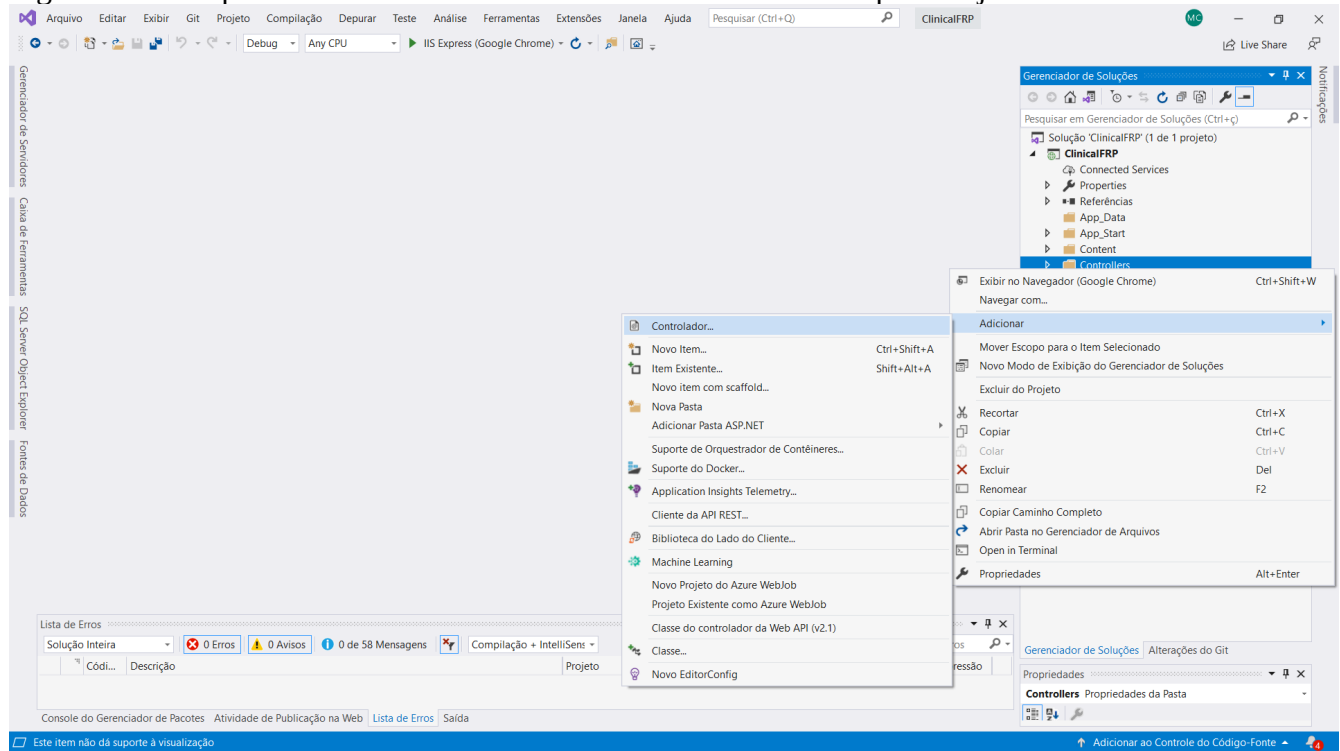 Arquivo Editar Exibir Git Projeto Compilação Depurar Teste Análise Ferramentas Extensões Janela Ajuda Pesquisar (Ctrl+Q) ClinicalFRP MC
Debug Any CPU IIS Express (Google Chrome) Live Share
Gerenciador de Servidores
Caixa de Ferramentas
SQL Server Object Explorer
Fontes de Dados
Gerenciador de Soluções
Notificações
Pesquisar em Gerenciador de Soluções (Ctrl+ç)
Solução 'ClinicalFRP' (1 de 1 projeto)
ClinicalFRP
Connected Services
Properties
Referências
App_Data
App_Start
Content
Controllers
Exibir no Navegador (Google Chrome) Ctrl+Shift+W
Navegar com...
Adicionar
Mover Escopo para o Item Selecionado
Novo Modo de Exibição do Gerenciador de Soluções
Excluir do Projeto
Recortar Ctrl+X
Copiar Ctrl+C
Colar Ctrl+V
Excluir Del
Renomear F2
Copiar Caminho Completo
Abrir Pasta no Gerenciador de Arquivos
Open in Terminal
Propriedades Alt+Enter
Controlador...
Novo Item... Ctrl+Shift+A
Item Existente... Shift+Alt+A
Novo item com scaffold...
Nova Pasta
Adicionar Pasta ASP.NET
Suporte de Orquestrador de Contêineres...
Suporte do Docker...
Application Insights Telemetry...
Cliente da API REST...
Biblioteca do Lado do Cliente...
Machine Learning
Novo Projeto do Azure WebJob
Projeto Existente como Azure WebJob
Classe do controlador da Web API (v2.1)
Classe...
Novo EditorConfig
Lista de Erros
Solução Inteira 0 Erros 0 Avisos 0 de 58 Mensagens Compilação + IntelliSens ros
Códi... Descrição Projeto ressão
Console do Gerenciador de Pacotes Atividade de Publicação na Web Lista de Erros Saída
Gerenciador de Soluções Alterações do Git
Propriedades
Controllers Propriedades da Pasta
Este item não dá suporte à visualização Adicionar ao Controle do Código-Fonte 4